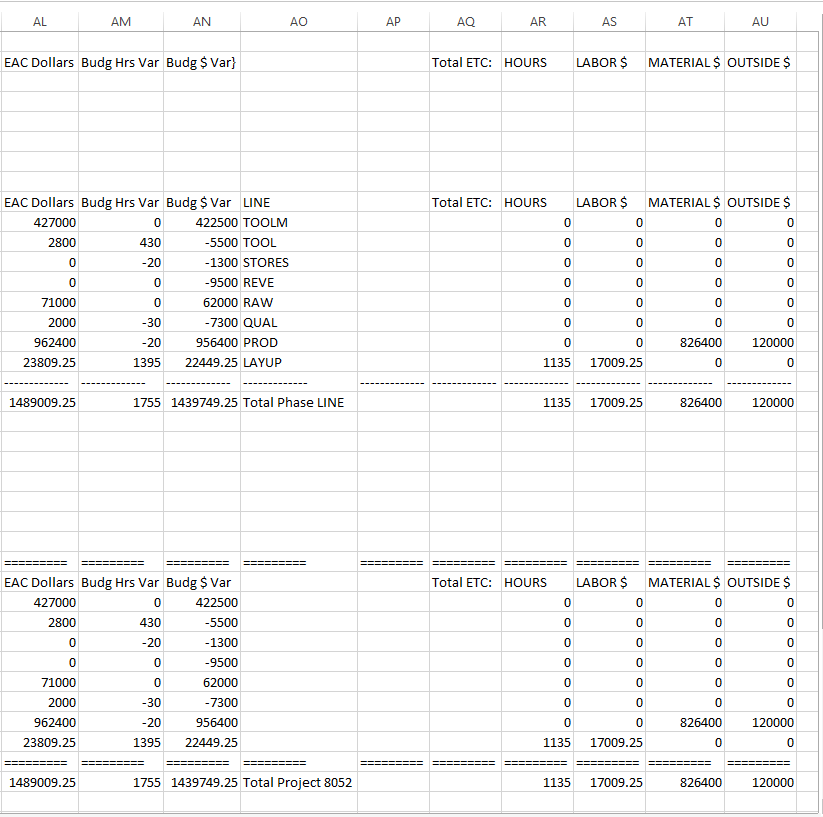 AL AM AN AO AP AQ AR AS AT AU
EAC Dollars Budg Hrs Var Budg $ Var} Total ETC: HOURS LABOR $ MATERIAL $ OUTSIDE $
EAC Dollars Budg Hrs Var Budg $ Var LINE Total ETC: HOURS LABOR $ MATERIAL $ OUTSIDE $
427000 0 422500 TOOLM 0 0 0 0
2800 430 -5500 TOOL 0 0 0 0
0 -20 -1300 STORES 0 0 0 0
0 0 -9500 REVE 0 0 0 0
71000 0 62000 RAW 0 0 0 0
2000 -30 -7300 QUAL 0 0 0 0
962400 -20 956400 PROD 0 0 826400 120000
23809.25 1395 22449.25 LAYUP 1135 17009.25 0 0
------------- ------------- ------------- ------------- ------------- ------------- ------------- ------------- ------------- -------------
1489009.25 1755 1439749.25 Total Phase LINE 1135 17009.25 826400 120000
========= ========= ========= ========= ========= ========= ========= ========= ========= =========
EAC Dollars Budg Hrs Var Budg $ Var Total ETC: HOURS LABOR $ MATERIAL $ OUTSIDE $
427000 0 422500 0 0 0 0
2800 430 -5500 0 0 0 0
0 -20 -1300 0 0 0 0
0 0 -9500 0 0 0 0
71000 0 62000 0 0 0 0
2000 -30 -7300 0 0 0 0
962400 -20 956400 0 0 826400 120000
23809.25 1395 22449.25 1135 17009.25 0 0
========= ========= ========= ========= ========= ========= ========= ========= ========= =========
1489009.25 1755 1439749.25 Total Project 8052 1135 17009.25 826400 120000